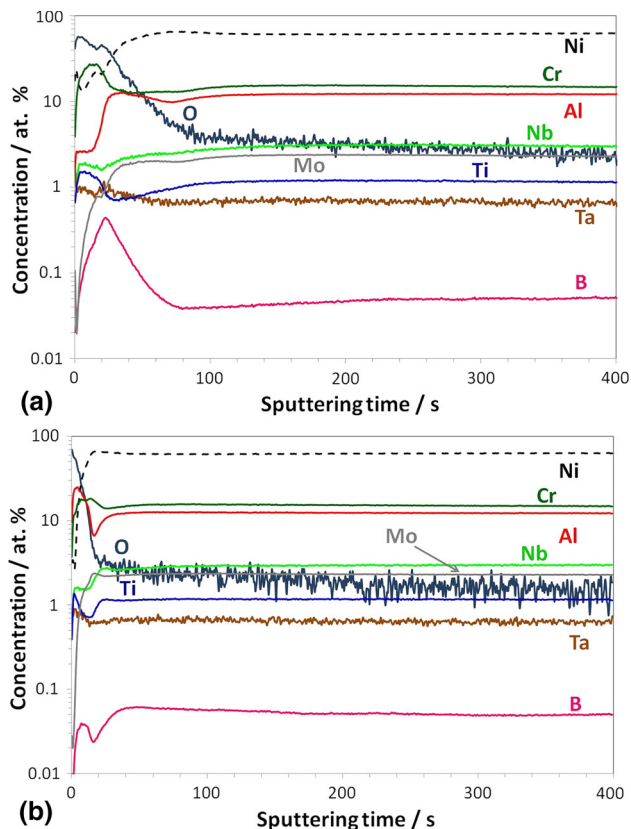 100
Ni
Cr
10
O
Al
Nb
Mo
Ti
1
Ta
0.1
B
0.01
0 100 200 300 400
Concentration / at. %
Sputtering time / s
(a)
100
Ni
Cr
10
Al
O
Mo
Nb
Ti
1
Ta
0.1
B
0.01
0 100 200 300 400
Concentration / at. %
Sputtering time / s
(b)